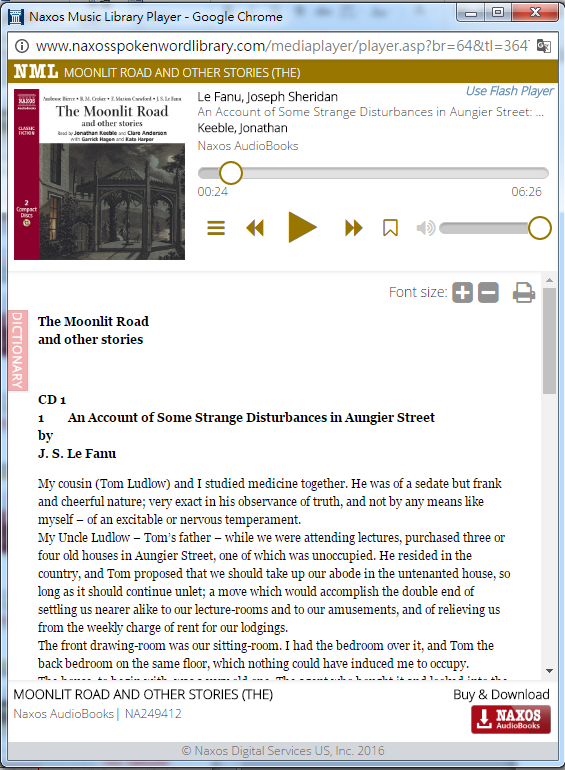 Naxos Music Library Player - Google Chrome
www.naxosspokenwordlibrary.com/mediaplayer/player.asp?br=64&tl=364
NML MOONLIT ROAD AND OTHER STORIES (THE)
Use Flash Player
NAXOS
AudioBooks
CLASSIC
FICTION
2
Compact
Discs
Ambrose Bierce • B. M. Croker • F. Marion Crawford • J. S. Le Fanu
The Moonlit Road
and other stories
Read by Jonathan Keeble and Clare Anderson
with Garrick Hagon and Kate Harper
Le Fanu, Joseph Sheridan
An Account of Some Strange Disturbances in Aungier Street: ...
Keeble, Jonathan
Naxos AudioBooks
00:24
06:26
Font size:
DICTIONARY
The Moonlit Road
and other stories
CD 1
1 An Account of Some Strange Disturbances in Aungier Street
by
J. S. Le Fanu
My cousin (Tom Ludlow) and I studied medicine together. He was of a sedate but frank
and cheerful nature; very exact in his observance of truth, and not by any means like
myself – of an excitable or nervous temperament.
My Uncle Ludlow – Tom's father – while we were attending lectures, purchased three or
four old houses in Aungier Street, one of which was unoccupied. He resided in the
country, and Tom proposed that we should take up our abode in the untenanted house, so
long as it should continue unlet; a move which would accomplish the double end of
settling us nearer alike to our lecture-rooms and to our amusements, and of relieving us
from the weekly charge of rent for our lodgings.
The front drawing-room was our sitting-room. I had the bedroom over it, and Tom the
back bedroom on the same floor, which nothing could have induced me to occupy.
The house, to begin with, was a very old one. The agent who bought it and looked into the
MOONLIT ROAD AND OTHER STORIES (THE)
Naxos AudioBooks| NA249412
Buy & Download
NAXOS
AudioBooks
© Naxos Digital Services US, Inc. 2016